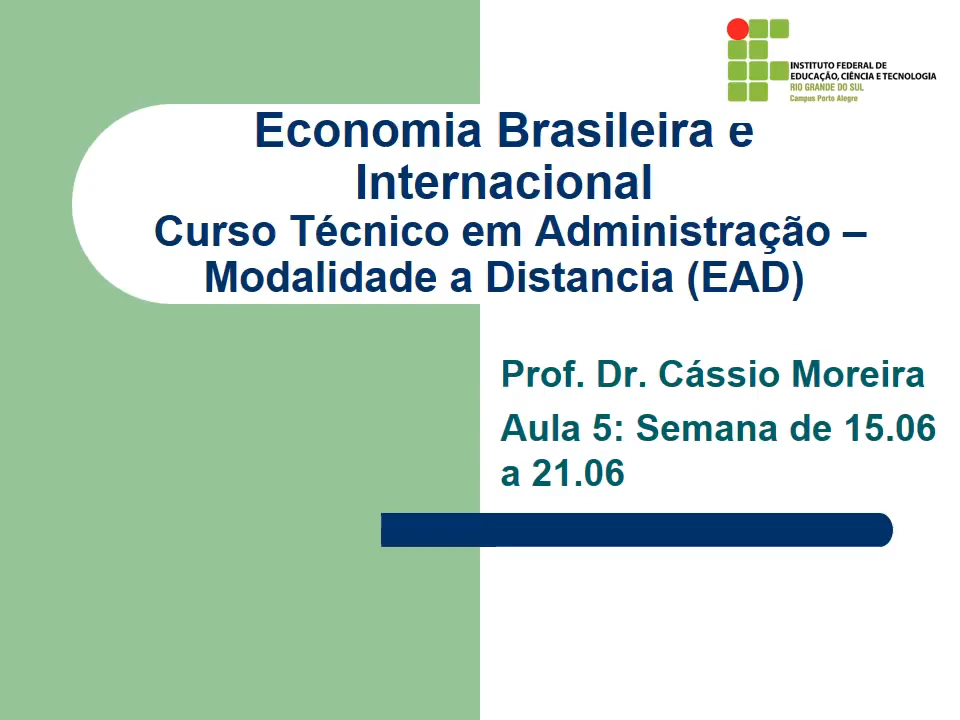 INSTITUTO FEDERAL DE
EDUCAÇÃO, CIÊNCIA E TECNOLOGIA
RIO GRANDE DO SUL
Campus Porto Alegre
Economia Brasileira e
Internacional
Curso Técnico em Administração –
Modalidade a Distancia (EAD)
Prof. Dr. Cássio Moreira
Aula 5: Semana de 15.06
a 21.06